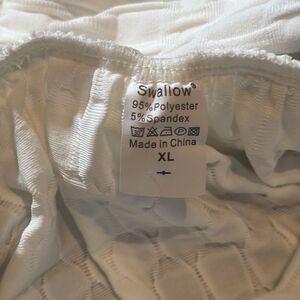 Swallow®
95%Polyester
5%Spandex
Made in China
XL